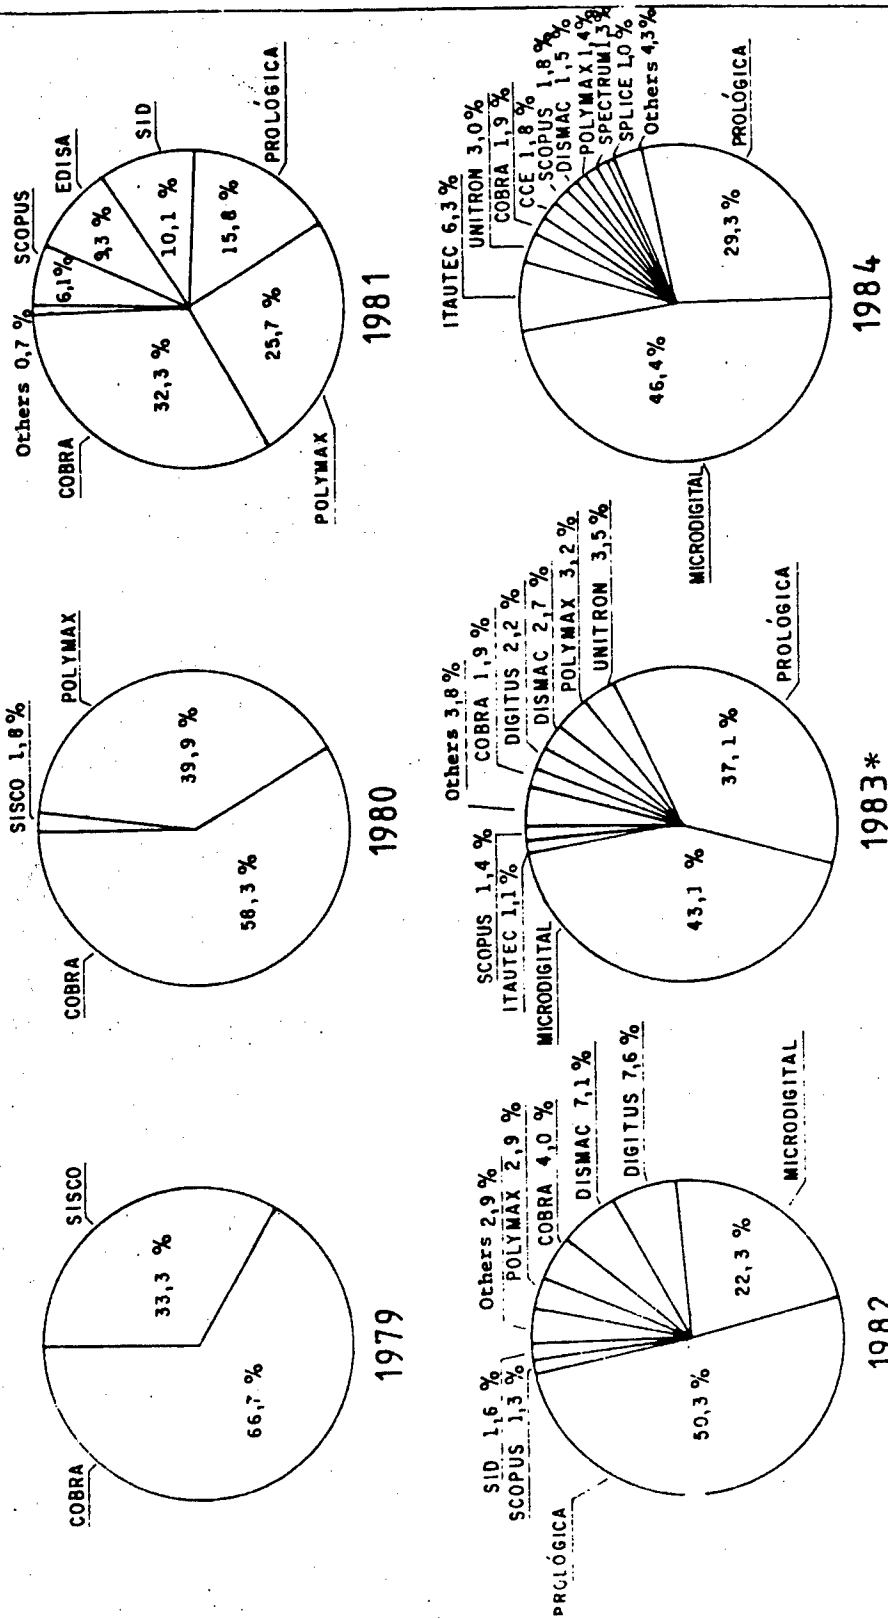 COBRA
SISCO
33,3 %
66,7 %
1979
COBRA
SISCO 1,8%
POLYMAX
39,9 %
58,3 %
1980
Others 0,7 %
COBRA
SCOPUS
EDISA
SID
PROLÓGICA
POLYMAX
6,1%
9,3 %
10,1 %
15,8 %
25,7 %
32,3 %
1981
PROLÓGICA
SID 1,6 %
SCOPUS 1,3 %
Others 2,9 %
POLYMAX 2,9 %
COBRA 4,0 %
DISMAC 7,1 %
DIGITUS 7,6 %
MICRODIGITAL
22,3 %
50,3 %
1982
SCOPUS 1,4 %
ITAUTEC 1,1%
MICRODIGITAL
Others 3,8 %
COBRA 1,9 %
DIGITUS 2,2 %
DISMAC 2,7 %
POLYMAX 3,2 %
UNITRON 3,5 %
PROLÓGICA
37,1 %
43,1 %
1983*
MICRODIGITAL
ITAUTEC 6,3 %
UNITRON 3,0%
COBRA 1,9 %
CCE 1,8 %
SCOPUS 1,8%
DISMAC 1,5 %
POLYMAX 1,4%
SPECTRUM 1,3%
SPLICE 1,0 %
Others 4,3%
PROLÓGICA
29,3 %
46,4%
1984